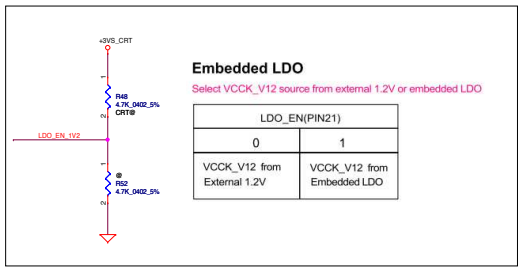 +3VS_CRT
1
R48
4.7K_0402_5%
CRT@
2
LDO_EN_1V2
1
@
R52
4.7K_0402_5%
2
Embedded LDO
Select VCCK_V12 source from external 1.2V or embedded LDO
LDO_EN(PIN21)
0 1
VCCK_V12 from VCCK_V12 from
External 1.2V Embedded LDO